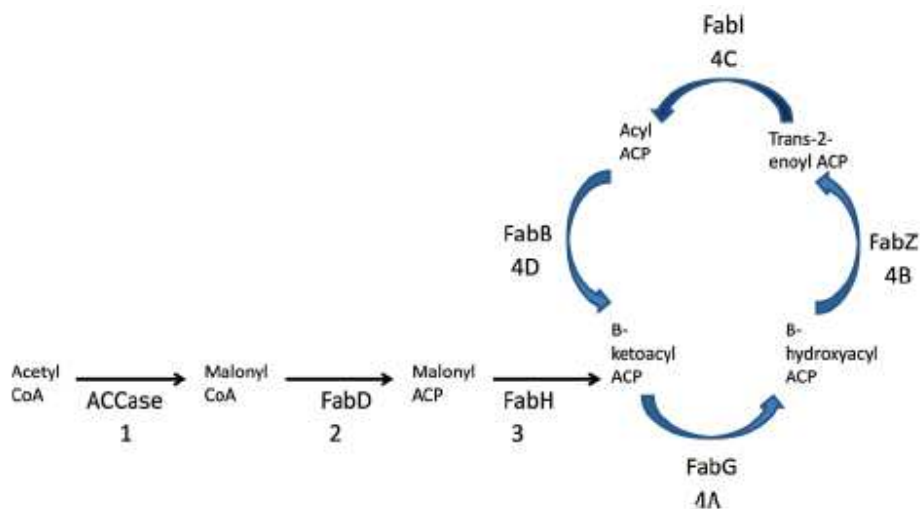 FabI
4C
Acyl
ACP
Trans-2-
enoyl ACP
FabB
4D
FabZ
4B
B-
ketoacyl
ACP
B-
hydroxyacyl
ACP
Acetyl
CoA
ACCase
1
Malonyl
CoA
FabD
2
Malonyl
ACP
FabH
3
FabG
4A